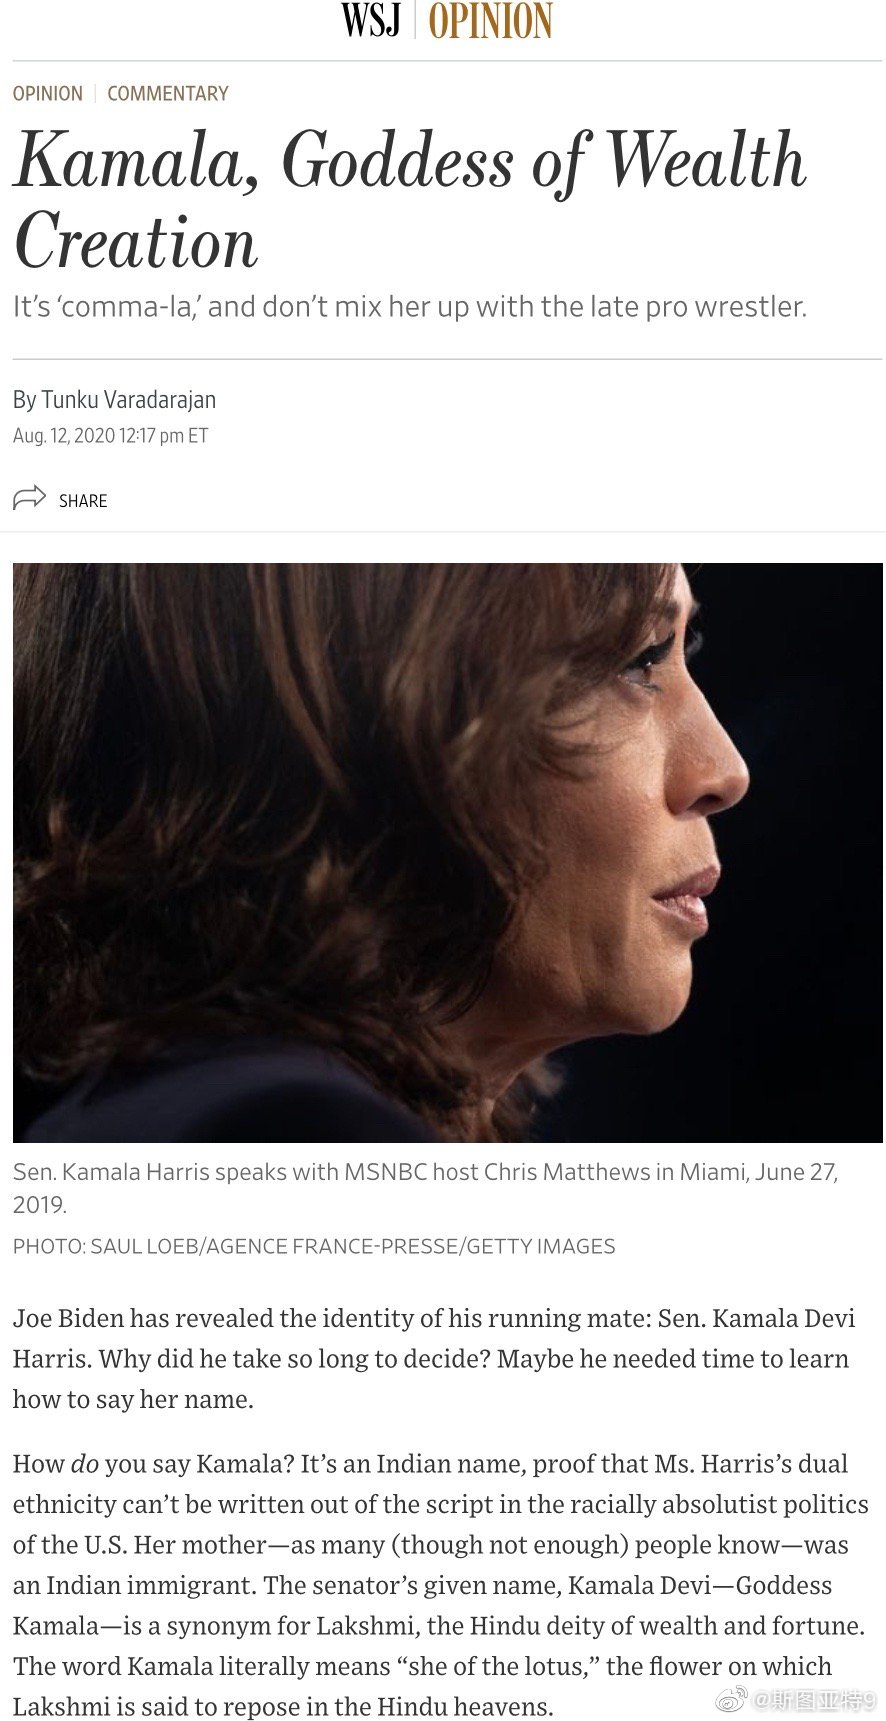 WSJ OPINION
OPINION COMMENTARY
Kamala, Goddess of Wealth
Creation
It’s ‘comma-la,’ and don’t mix her up with the late pro wrestler.
By Tunku Varadarajan
Aug. 12, 2020 12:17 pm ET
SHARE
Sen. Kamala Harris speaks with MSNBC host Chris Matthews in Miami, June 27,
2019.
PHOTO: SAUL LOEB/AGENCE FRANCE-PRESSE/GETTY IMAGES
Joe Biden has revealed the identity of his running mate: Sen. Kamala Devi
Harris. Why did he take so long to decide? Maybe he needed time to learn
how to say her name.
How do you say Kamala? It’s an Indian name, proof that Ms. Harris’s dual
ethnicity can’t be written out of the script in the racially absolutist politics
of the U.S. Her mother—as many (though not enough) people know—was
an Indian immigrant. The senator’s given name, Kamala Devi—Goddess
Kamala—is a synonym for Lakshmi, the Hindu deity of wealth and fortune.
The word Kamala literally means “she of the lotus,” the flower on which
Lakshmi is said to repose in the Hindu heavens.
@斯图亚特9